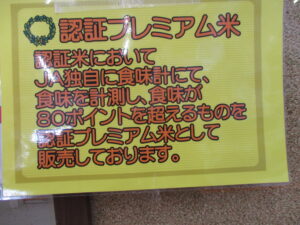 認証プレミアム米
認証米において
JA独自に食味計にて、
食味を計測し、食味が
80ポイントを超えるものを
認証プレミアム米として
販売しております。